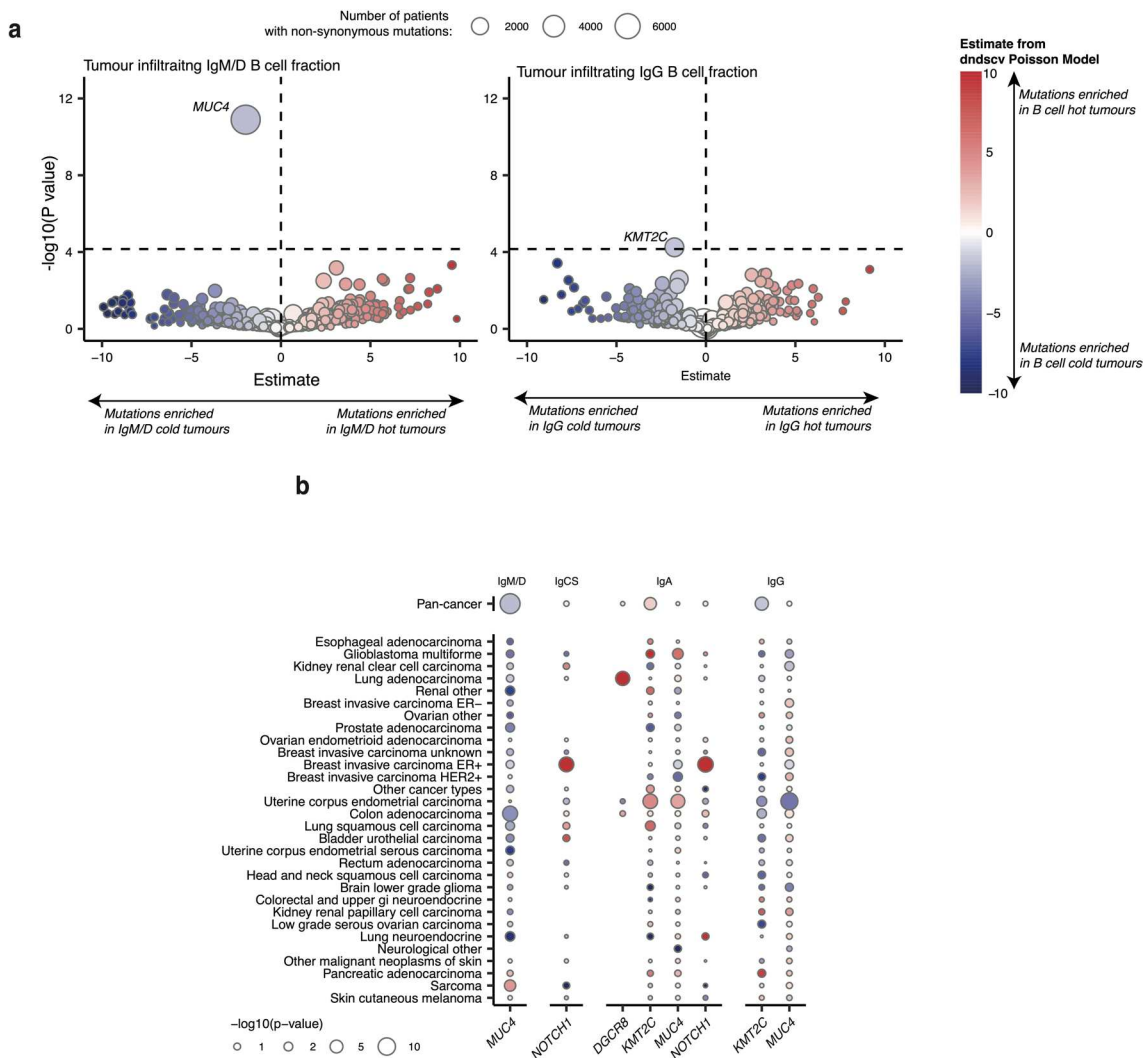 a
Number of patients
with non-synonymous mutations:
2000
4000
6000
Tumour infiltraitng IgM/D B cell fraction
MUC4
12
8
4
0
-log10(P value)
−10
−5
0
5
10
Estimate
Mutations enriched
in IgM/D cold tumours
Mutations enriched
in IgM/D hot tumours
Tumour infiltrating IgG B cell fraction
KMT2C
12
8
4
0
−10
−5
0
5
10
Estimate
Mutations enriched
in IgG cold tumours
Mutations enriched
in IgG hot tumours
Estimate from
dndscv Poisson Model
10
5
0
−5
−10
Mutations enriched
in B cell hot tumours
Mutations enriched
in B cell cold tumours
b
IgM/D
IgCS
IgA
IgG
Pan-cancer
Esophageal adenocarcinoma
Glioblastoma multiforme
Kidney renal clear cell carcinoma
Lung adenocarcinoma
Renal other
Breast invasive carcinoma ER−
Ovarian other
Prostate adenocarcinoma
Ovarian endometrioid adenocarcinoma
Breast invasive carcinoma unknown
Breast invasive carcinoma ER+
Breast invasive carcinoma HER2+
Other cancer types
Uterine corpus endometrial carcinoma
Colon adenocarcinoma
Lung squamous cell carcinoma
Bladder urothelial carcinoma
Uterine corpus endometrial serous carcinoma
Rectum adenocarcinoma
Head and neck squamous cell carcinoma
Brain lower grade glioma
Colorectal and upper gi neuroendocrine
Kidney renal papillary cell carcinoma
Low grade serous ovarian carcinoma
Lung neuroendocrine
Neurological other
Other malignant neoplasms of skin
Pancreatic adenocarcinoma
Sarcoma
Skin cutaneous melanoma
MUC4
NOTCH1
DGCR8
KMT2C
MUC4
NOTCH1
KMT2C
MUC4
−log10(p−value)
1
2
5
10